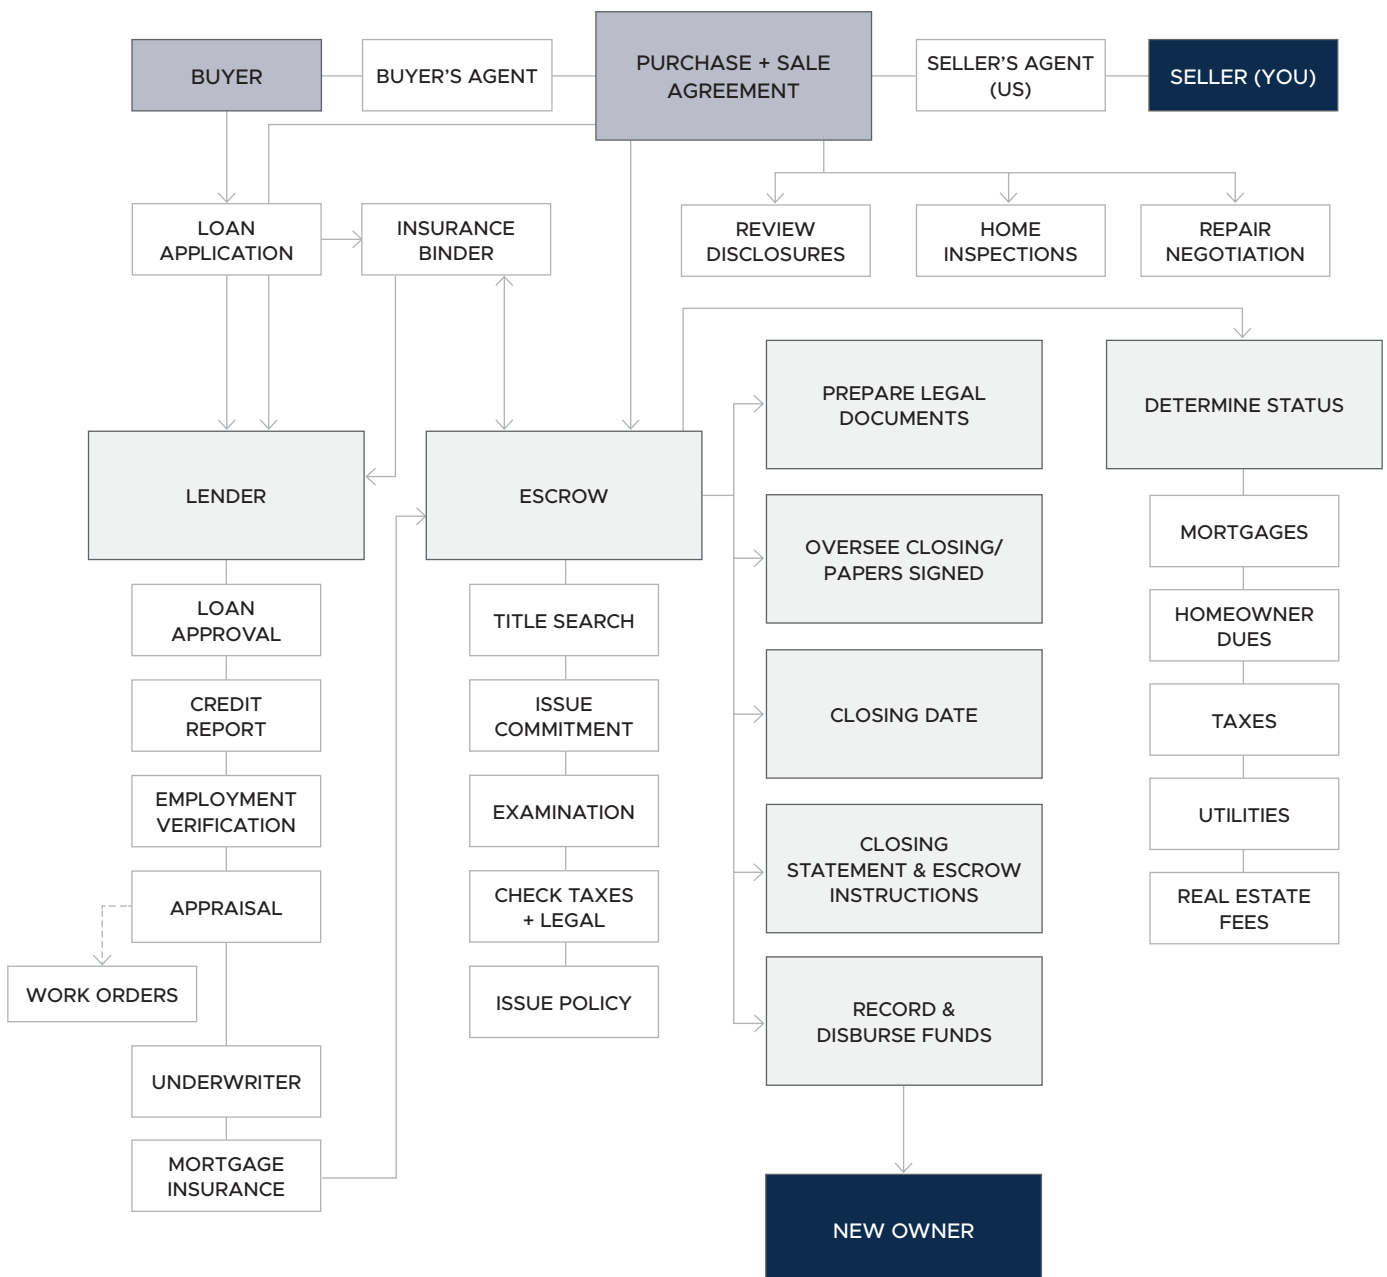 BUYER
BUYER’S AGENT
PURCHASE + SALE
AGREEMENT
SELLER’S AGENT
(US)
SELLER (YOU)
LOAN
APPLICATION
INSURANCE
BINDER
REVIEW
DISCLOSURES
HOME
INSPECTIONS
REPAIR
NEGOTIATION
LENDER
ESCROW
PREPARE LEGAL
DOCUMENTS
DETERMINE STATUS
OVERSEE CLOSING/
PAPERS SIGNED
CLOSING DATE
CLOSING
STATEMENT & ESCROW
INSTRUCTIONS
RECORD &
DISBURSE FUNDS
LOAN
APPROVAL
CREDIT
REPORT
EMPLOYMENT
VERIFICATION
APPRAISAL
WORK ORDERS
UNDERWRITER
MORTGAGE
INSURANCE
TITLE SEARCH
ISSUE
COMMITMENT
EXAMINATION
CHECK TAXES
+ LEGAL
ISSUE POLICY
MORTGAGES
HOMEOWNER
DUES
TAXES
UTILITIES
REAL ESTATE
FEES
NEW OWNER